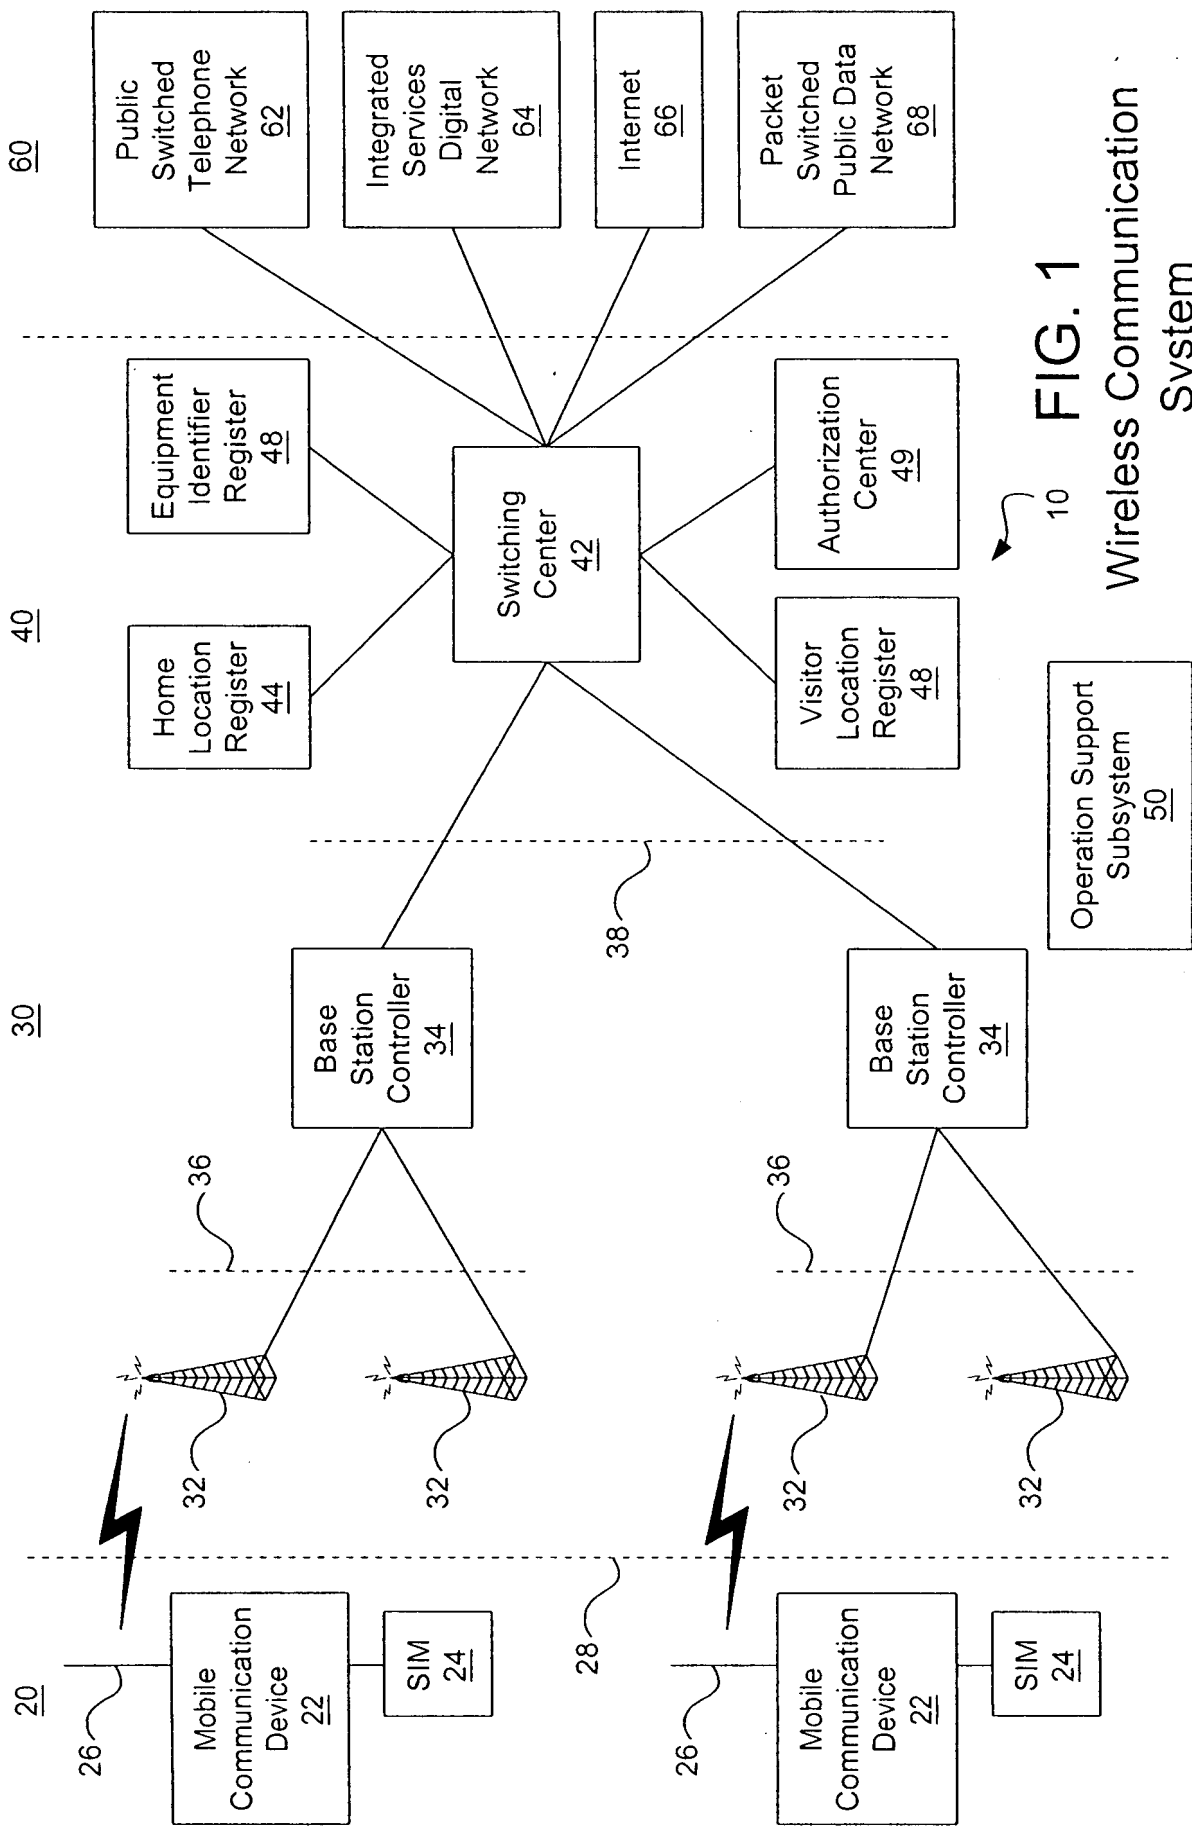 20
30
40
60
26
Mobile
Communication
Device
22
SIM
24
32
32
36
Base
Station
Controller
34
Home
Location
Register
44
Equipment
Identifier
Register
48
Public
Switched
Telephone
Network
62
Integrated
Services
Digital
Network
64
Switching
Center
42
28
38
Internet
66
Packet
Switched
Public Data
Network
68
26
Mobile
Communication
Device
22
SIM
24
32
32
36
Base
Station
Controller
34
Visitor
Location
Register
48
Authorization
Center
49
Operation Support
Subsystem
50
10
FIG. 1
Wireless Communication
System